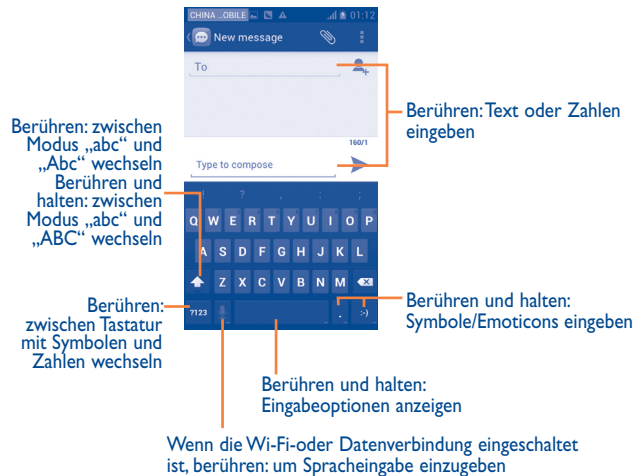 CHINA ...OBILE 01:12
New message
To
160/1
Type to compose
! ? , : ;
Q W E R T Y U I O P
A S D F G H J K L
Z X C V B N M
?123 . :-)
Berühren: Text oder Zahlen
eingeben
Berühren: zwischen
Modus „abc“ und
„Abc“ wechseln
Berühren und
halten: zwischen
Modus „abc“ und
„ABC“ wechseln
Berühren:
zwischen Tastatur
mit Symbolen und
Zahlen wechseln
Berühren und halten:
Symbole/Emoticons eingeben
Berühren und halten:
Eingabeoptionen anzeigen
Wenn die Wi-Fi-oder Datenverbindung eingeschaltet
ist, berühren: um Spracheingabe einzugeben